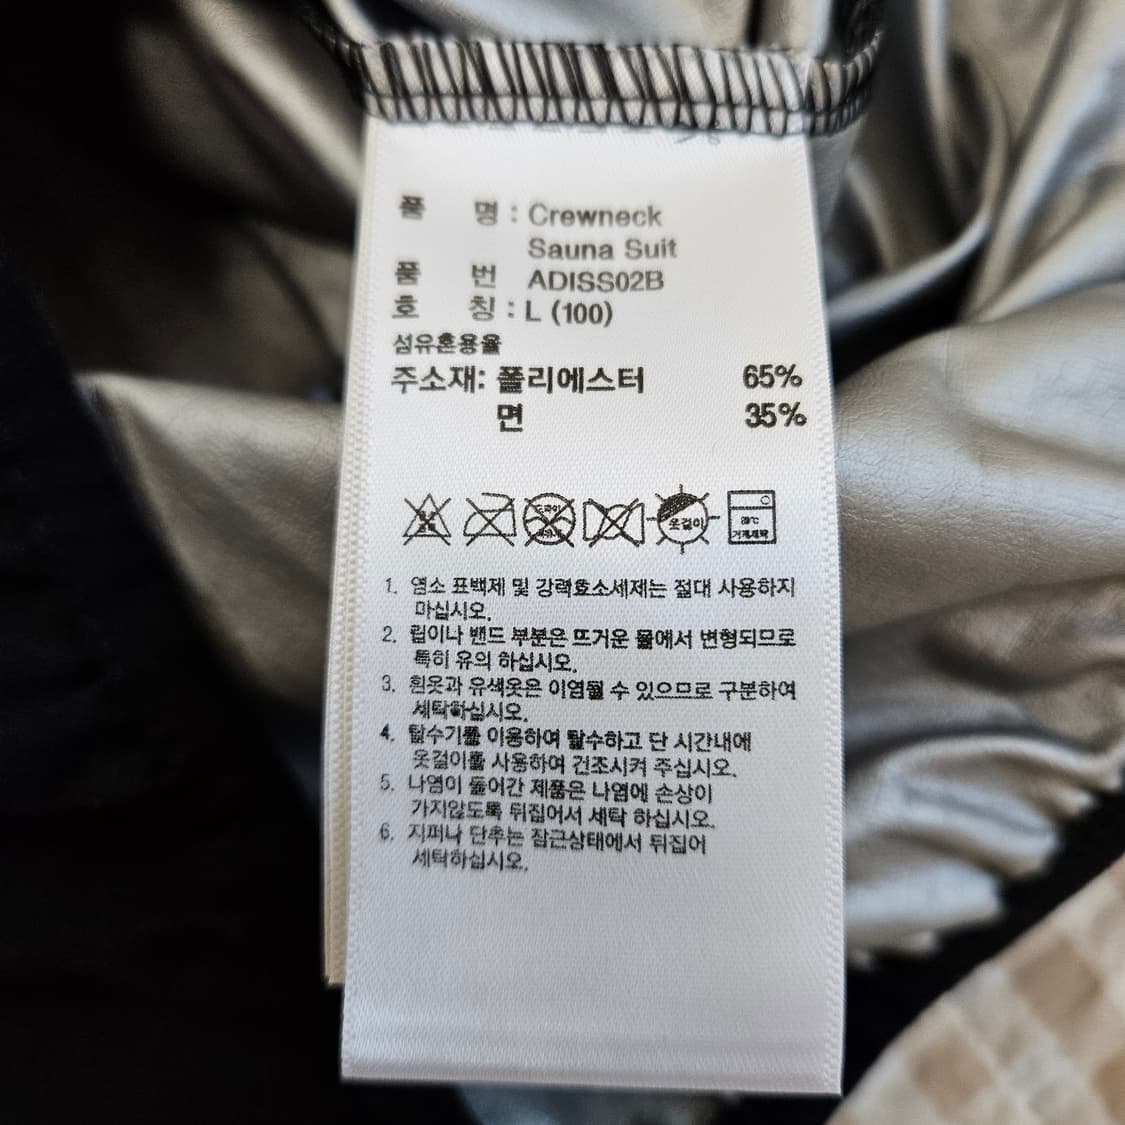 품 명 : Crewneck
Sauna Suit
품 번 ADISS02B
호 칭 : L (100)
섬유혼용율
주소재: 폴리에스터 65%
면 35%
옷걸이
30℃
기계세탁
1. 염소 표백제 및 강력효소세제는 절대 사용하지
마십시오.
2. 립이나 밴드 부분은 뜨거운 물에서 변형되므로
특히 유의 하십시오.
3. 흰옷과 유색옷은 이염될 수 있으므로 구분하여
세탁하십시오.
4. 탈수기를 이용하여 탈수하고 단 시간내에
옷걸이를 사용하여 건조시켜 주십시오.
5. 나염이 들어간 제품은 나염에 손상이
가지않도록 뒤집어서 세탁 하십시오.
6. 지퍼나 단추는 잠근상태에서 뒤집어
세탁하십시오.